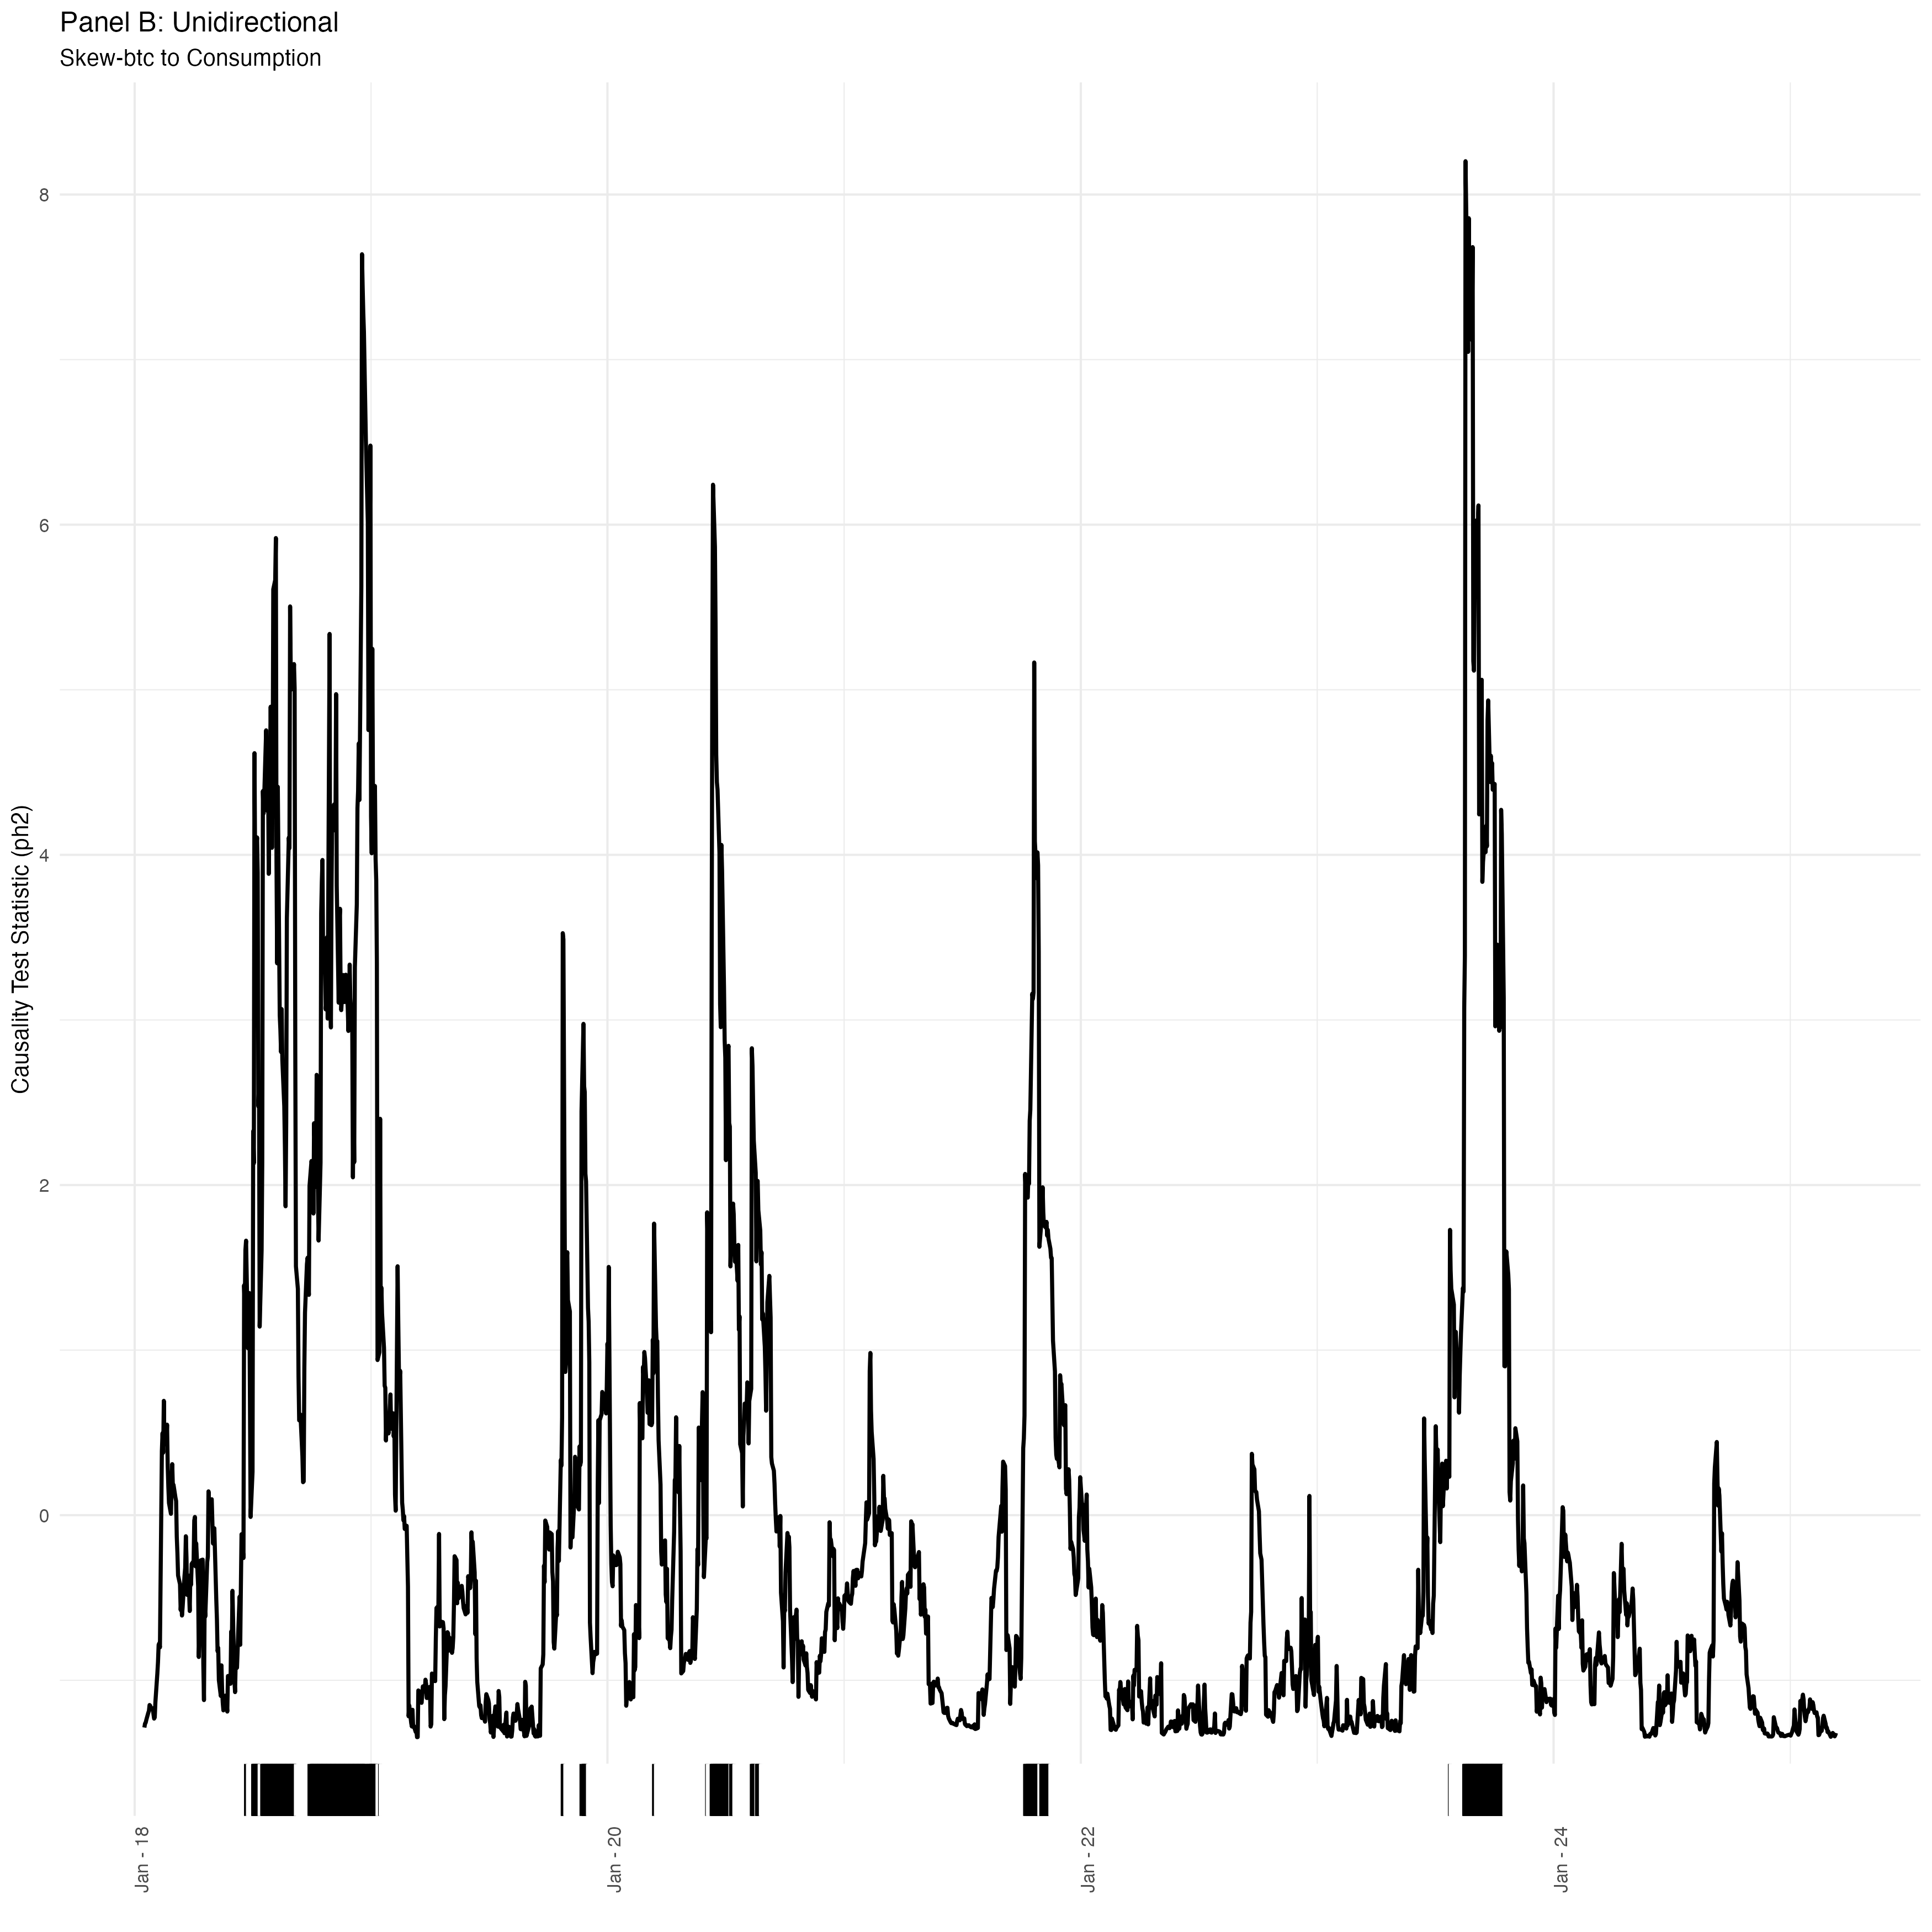 Panel B: Unidirectional
Skew-btc to Consumption
Causality Test Statistic (ph2)
8
6
4
2
0
Jan - 18
Jan - 20
Jan - 22
Jan - 24